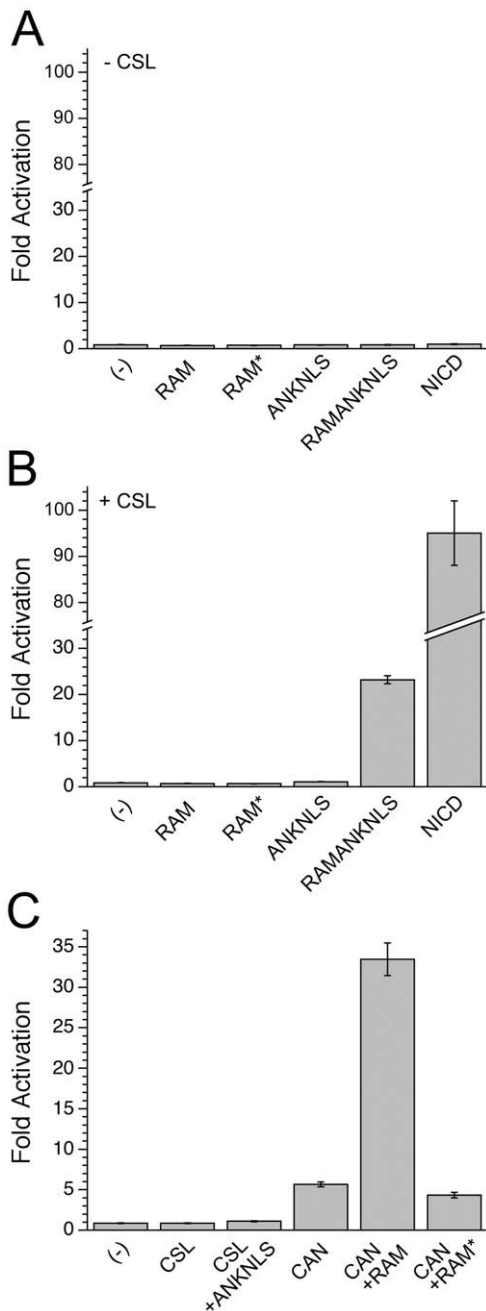 A
- CSL
Fold Activation
100
80
60
40
30
20
10
0
(-)
RAM
RAM*
ANKNLS
RAMANKNLS
NICD
B
+ CSL
Fold Activation
100
90
80
30
20
10
0
(-)
RAM
RAM*
ANKNLS
RAMANKNLS
NICD
C
Fold Activation
35
30
25
20
15
10
5
0
(-)
CSL
CSL
+ANKNLS
CAN
CAN
+RAM
CAN
+RAM*